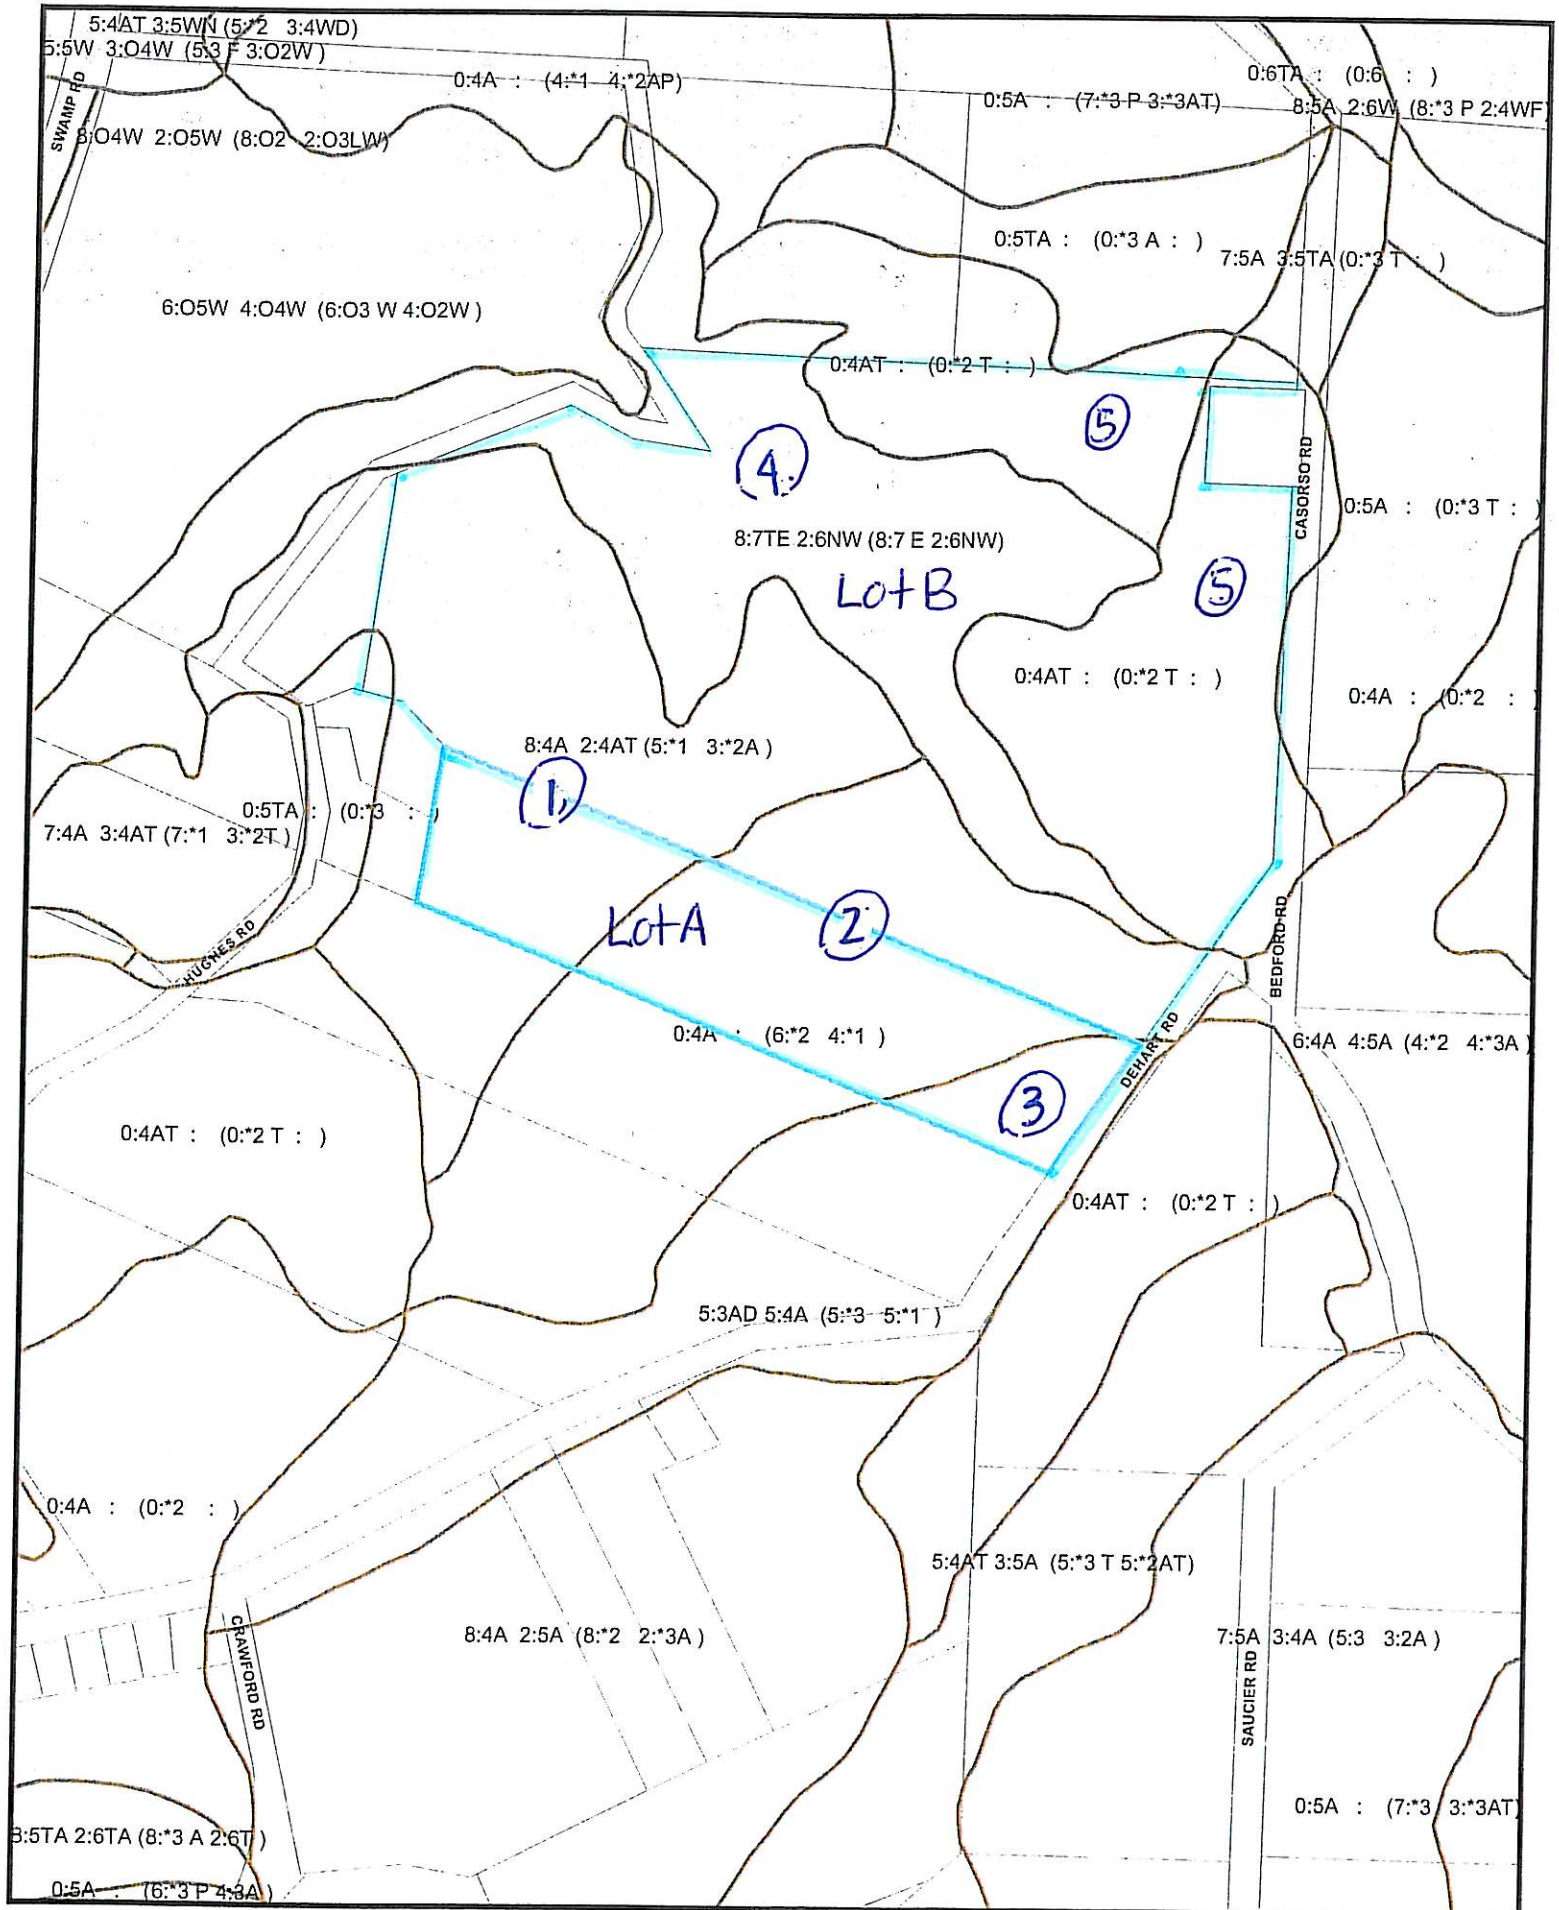 5:4AT 3:5WN (5:*2 3:4WD)
5:5W 3:O4W (5:3 F 3:O2W )
0:4A : (4:*1 4:*2AP)
0:6TA : (0:6 : )
0:5A : (7:*3 P 3:*3AT)
8:5A 2:6W (8:*3 P 2:4WF)
SWAMP RD
8:O4W 2:O5W (8:O2 2:O3LW)
0:5TA : (0:*3 A : )
7:5A 3:5TA (0:*3 T : )
6:O5W 4:O4W (6:O3 W 4:O2W )
0:4AT : (0:*2 T : )
5
4.
CASORSO RD
0:5A : (0:*3 T : )
8:7TE 2:6NW (8:7 E 2:6NW)
Lot B
5
0:4AT : (0:*2 T : )
0:4A : (0:*2 : )
8:4A 2:4AT (5:*1 3:*2A )
1,
0:5TA : (0:*3 : )
7:4A 3:4AT (7:*1 3:*2T )
Lot A
2
HUGHES RD
BEDFORD RD
0:4A : (6:*2 4:*1 )
6:4A 4:5A (4:*2 4:*3A )
DEHART RD
3
0:4AT : (0:*2 T : )
0:4AT : (0:*2 T : )
5:3AD 5:4A (5:*3 5:*1 )
0:4A : (0:*2 : )
5:4AT 3:5A (5:*3 T 5:*2AT)
CRAWFORD RD
8:4A 2:5A (8:*2 2:*3A )
7:5A 3:4A (5:3 3:2A )
SAUCIER RD
0:5A : (7:*3 3:*3AT)
8:5TA 2:6TA (8:*3 A 2:6T )
0:5A : (6:*3 P 4:3A )